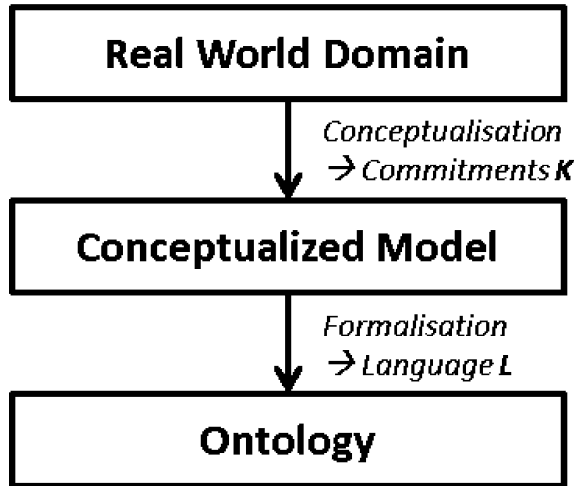 Real World Domain
Conceptualisation
→ Commitments K
Conceptualized Model
Formalisation
→ Language L
Ontology